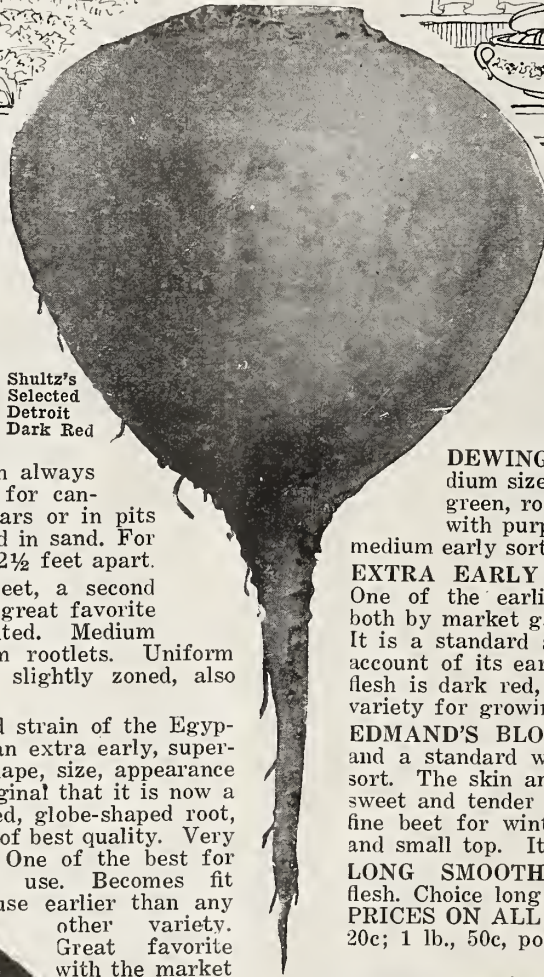 Shultz's
Selected
Detroit
Dark Red
n always
for can-
ars or in pits
d in sand. For
2½ feet apart.
eet, a second
great favorite
ted. Medium
n rootlets. Uniform
slightly zoned, also
d strain of the Egyp-
an extra early, super-
ape, size, appearance
ginal that it is now a
ed, globe-shaped root,
of best quality. Very
One of the best for
use. Becomes fit
use earlier than any
other variety.
Great favorite
with the market
DEWING
dium size
green, ro
with purp
medium early sort
EXTRA EARLY
One of the earli
both by market g
It is a standard
account of its ear
flesh is dark red,
variety for growin
EDMAND'S BLO
and a standard w
sort. The skin an
sweet and tender
fine beet for wint
and small top. It
LONG SMOOTH
flesh. Choice long
PRICES ON ALL
20c; 1 lb., 50c, po